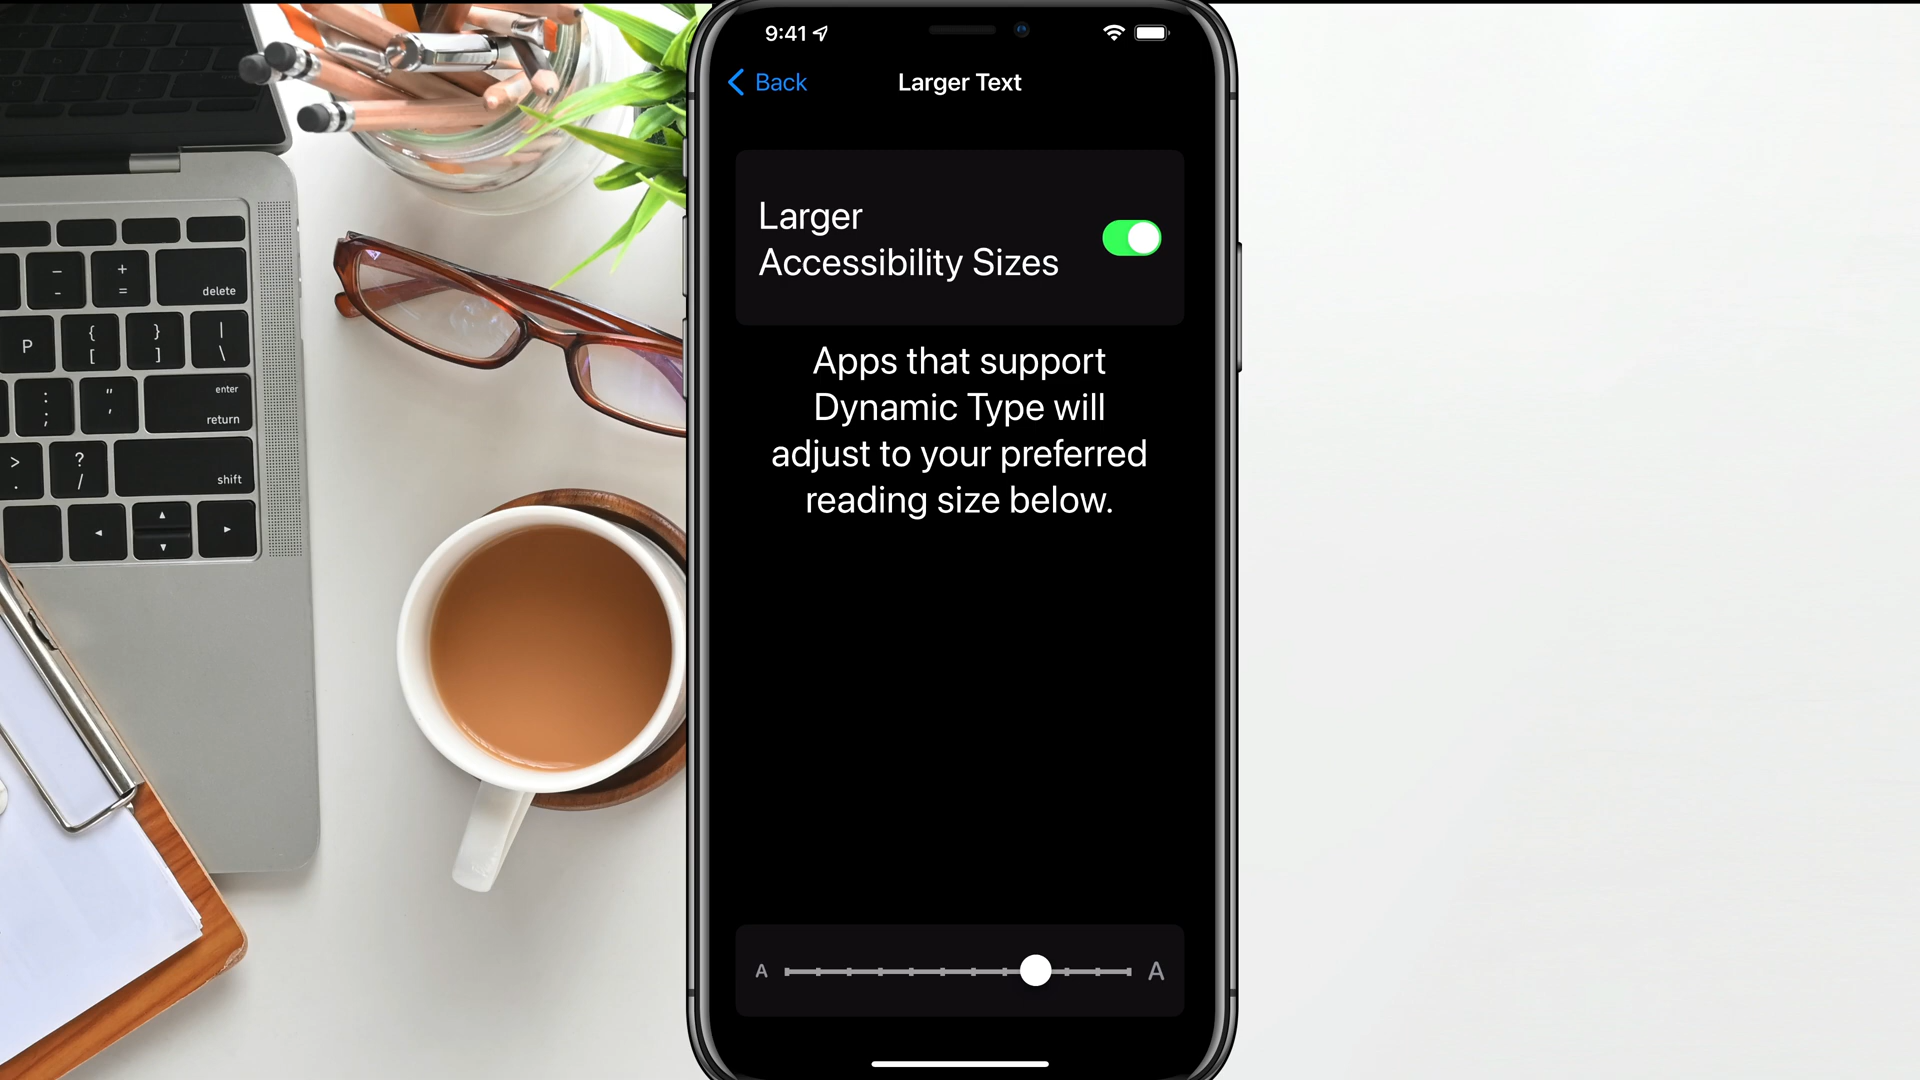 9:41
Back
Larger Text
Larger
Accessibility Sizes
Apps that support
Dynamic Type will
adjust to your preferred
reading size below.
A A
— +
- =
delete
P { } |
[ ] \
: " enter
; ' return
> ? shift
. /